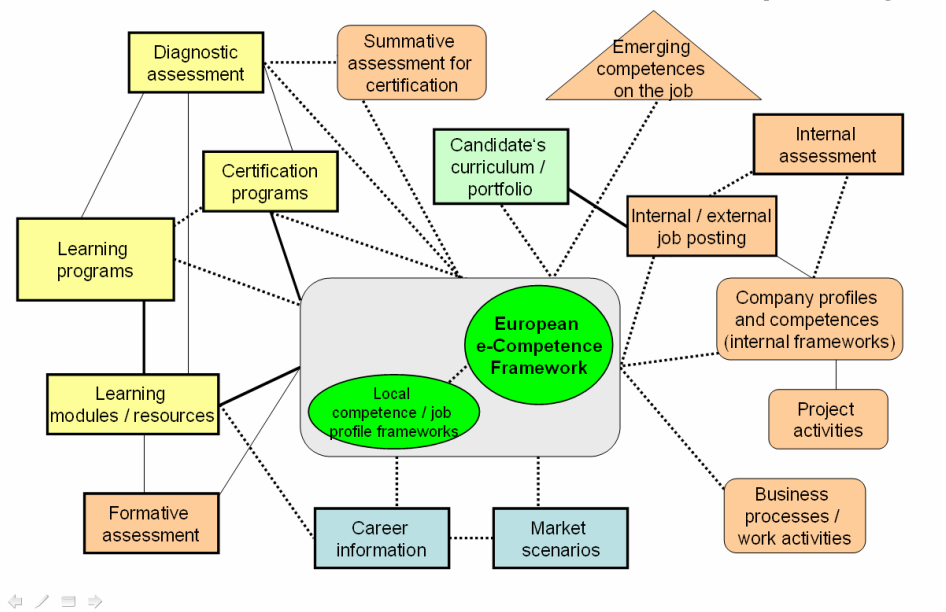 Diagnostic
assessment
Summative
assessment for
certification
Emerging
competences
on the job
Candidate‘s
curriculum /
portfolio
Internal
assessment
Certification
programs
Internal / external
job posting
Learning
programs
Company profiles
and competences
(internal frameworks)
European
e-Competence
Framework
Local
competence / job
profile frameworks
Learning
modules / resources
Project
activities
Formative
assessment
Career
information
Market
scenarios
Business
processes /
work activities